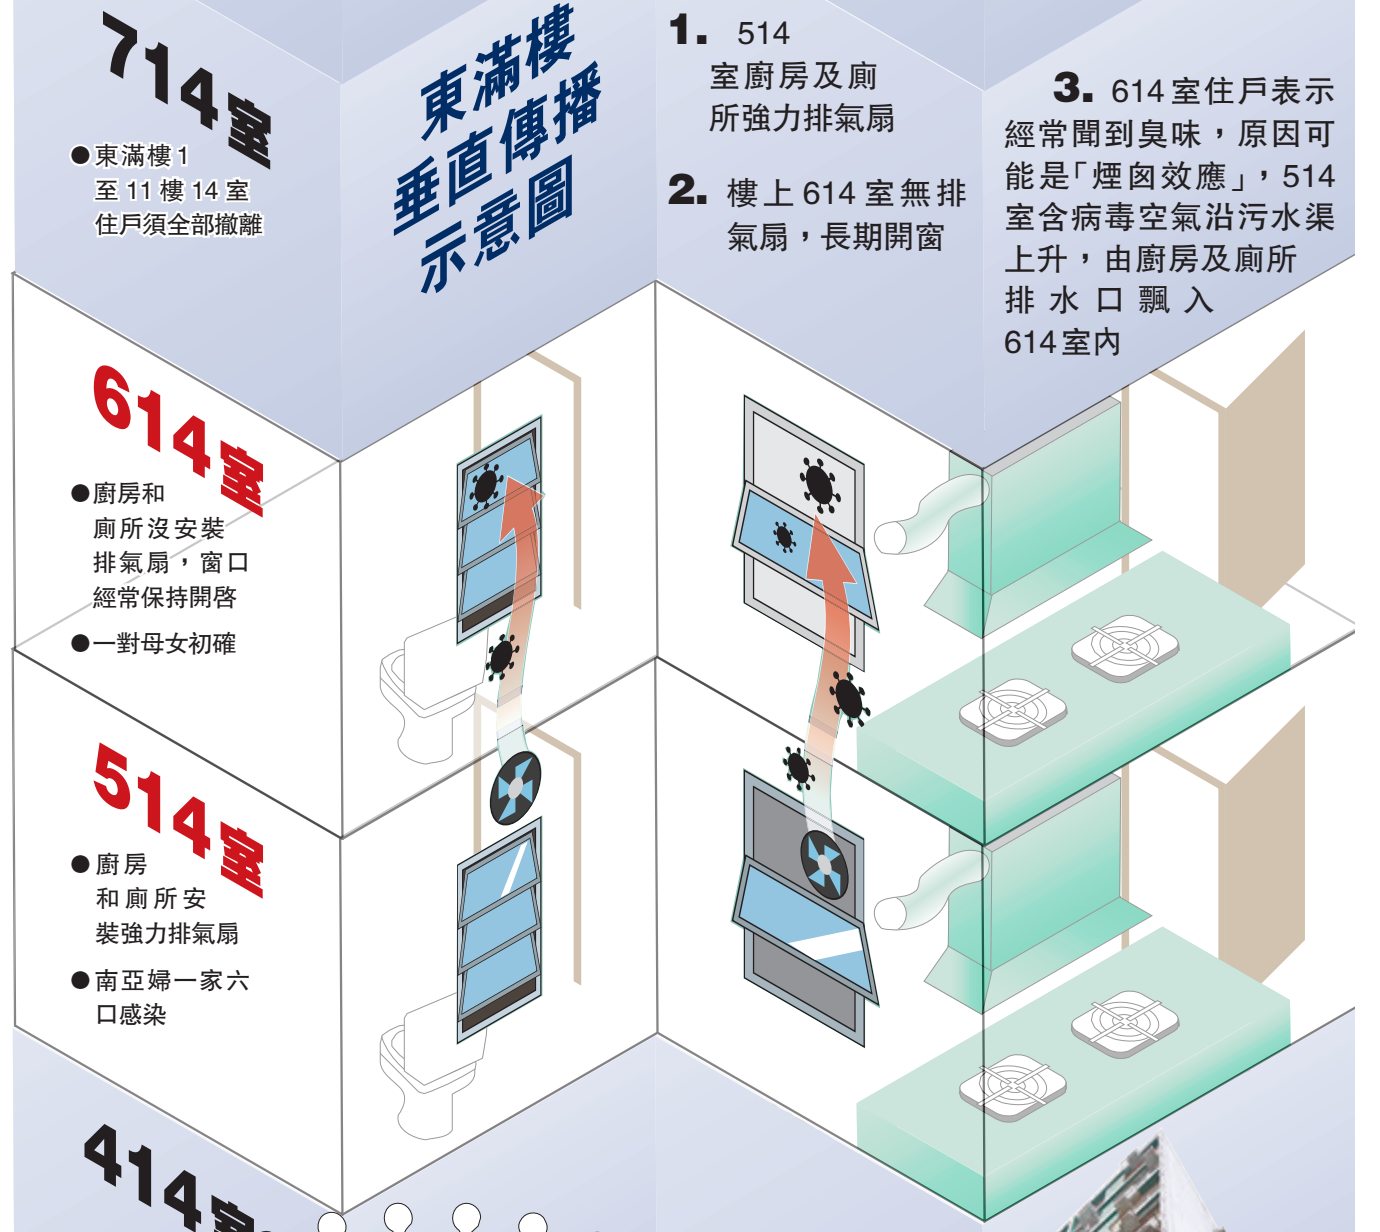 714室
●東滿樓1
至11樓14室
住戶須全部撤離
東滿樓
垂直傳播
示意圖
1. 514
室廚房及廁
所強力排氣扇
2. 樓上614室無排
氣扇，長期開窗
3. 614室住戶表示
經常聞到臭味，原因可
能是「煙囪效應」，514
室含病毒空氣沿污水渠
上升，由廚房及廁所
排水口飄入
614室內
614室
●廚房和
廁所沒安裝
排氣扇，窗口
經常保持開啓
●一對母女初確
514室
●廚房
和廁所安
裝強力排氣扇
●南亞婦一家六
口感染
414室